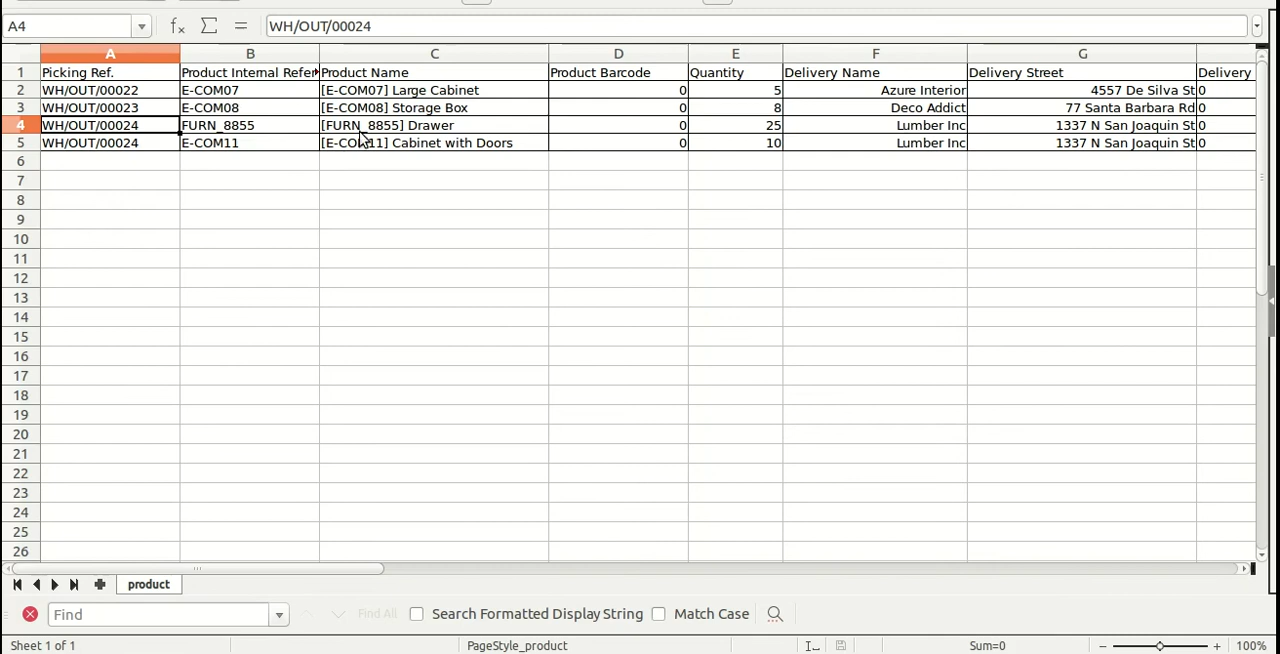 A4 WH/OUT/00024
A B C D E F G
1 Picking Ref. Product Internal Refer Product Name Product Barcode Quantity Delivery Name Delivery Street Delivery
2 WH/OUT/00022 E-COM07 [E-COM07] Large Cabinet 0 5 Azure Interior 4557 De Silva St 0
3 WH/OUT/00023 E-COM08 [E-COM08] Storage Box 0 8 Deco Addict 77 Santa Barbara Rd 0
4 WH/OUT/00024 FURN_8855 [FURN_8855] Drawer 0 25 Lumber Inc 1337 N San Joaquin St 0
5 WH/OUT/00024 E-COM11 [E-COM11] Cabinet with Doors 0 10 Lumber Inc 1337 N San Joaquin St 0
6
7
8
9
10
11
12
13
14
15
16
17
18
19
20
21
22
23
24
25
26
product
Find Find All Search Formatted Display String Match Case
Sheet 1 of 1 PageStyle_product Sum=0 100%